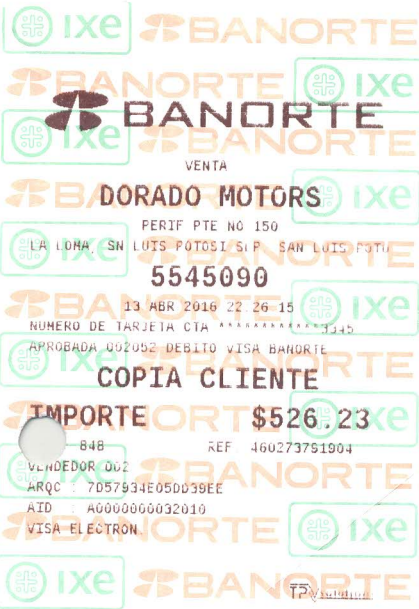 BANORTE
VENTA
DORADO MOTORS
PERIF PTE NO 150
LA LOMA, SN LUIS POTOSI SLP SAN LUIS POTO
5545090
13 ABR 2016 22:26:15
NUMERO DE TARJETA CTA ************3345
APROBADA 002052 DEBITO VISA BANORTE
COPIA CLIENTE
IMPORTE $526.23
848 REF 460273791904
VENDEDOR 002
ARQC : 7D57934E05DD39EE
AID : A0000000032010
VISA ELECTRON
ixe BANORTE